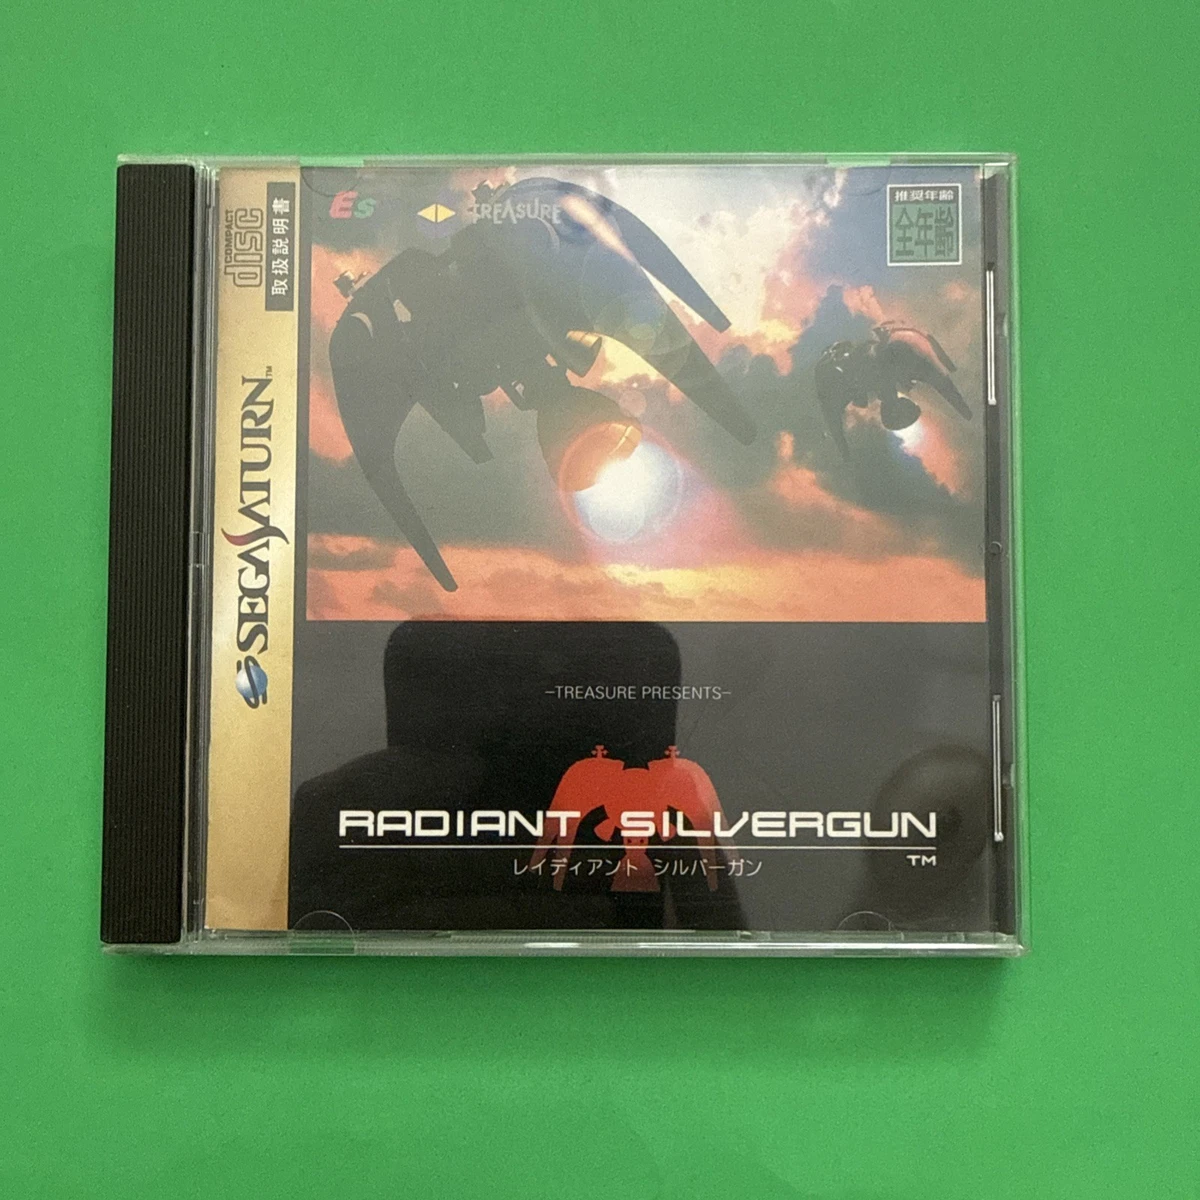 COMPACT
disc
取扱説明書
SEGA SATURN™
ES
TREASURE
推奨年齢
全年齢
–TREASURE PRESENTS–
RADIANT SILVERGUN
TM
レイディアント シルバーガン